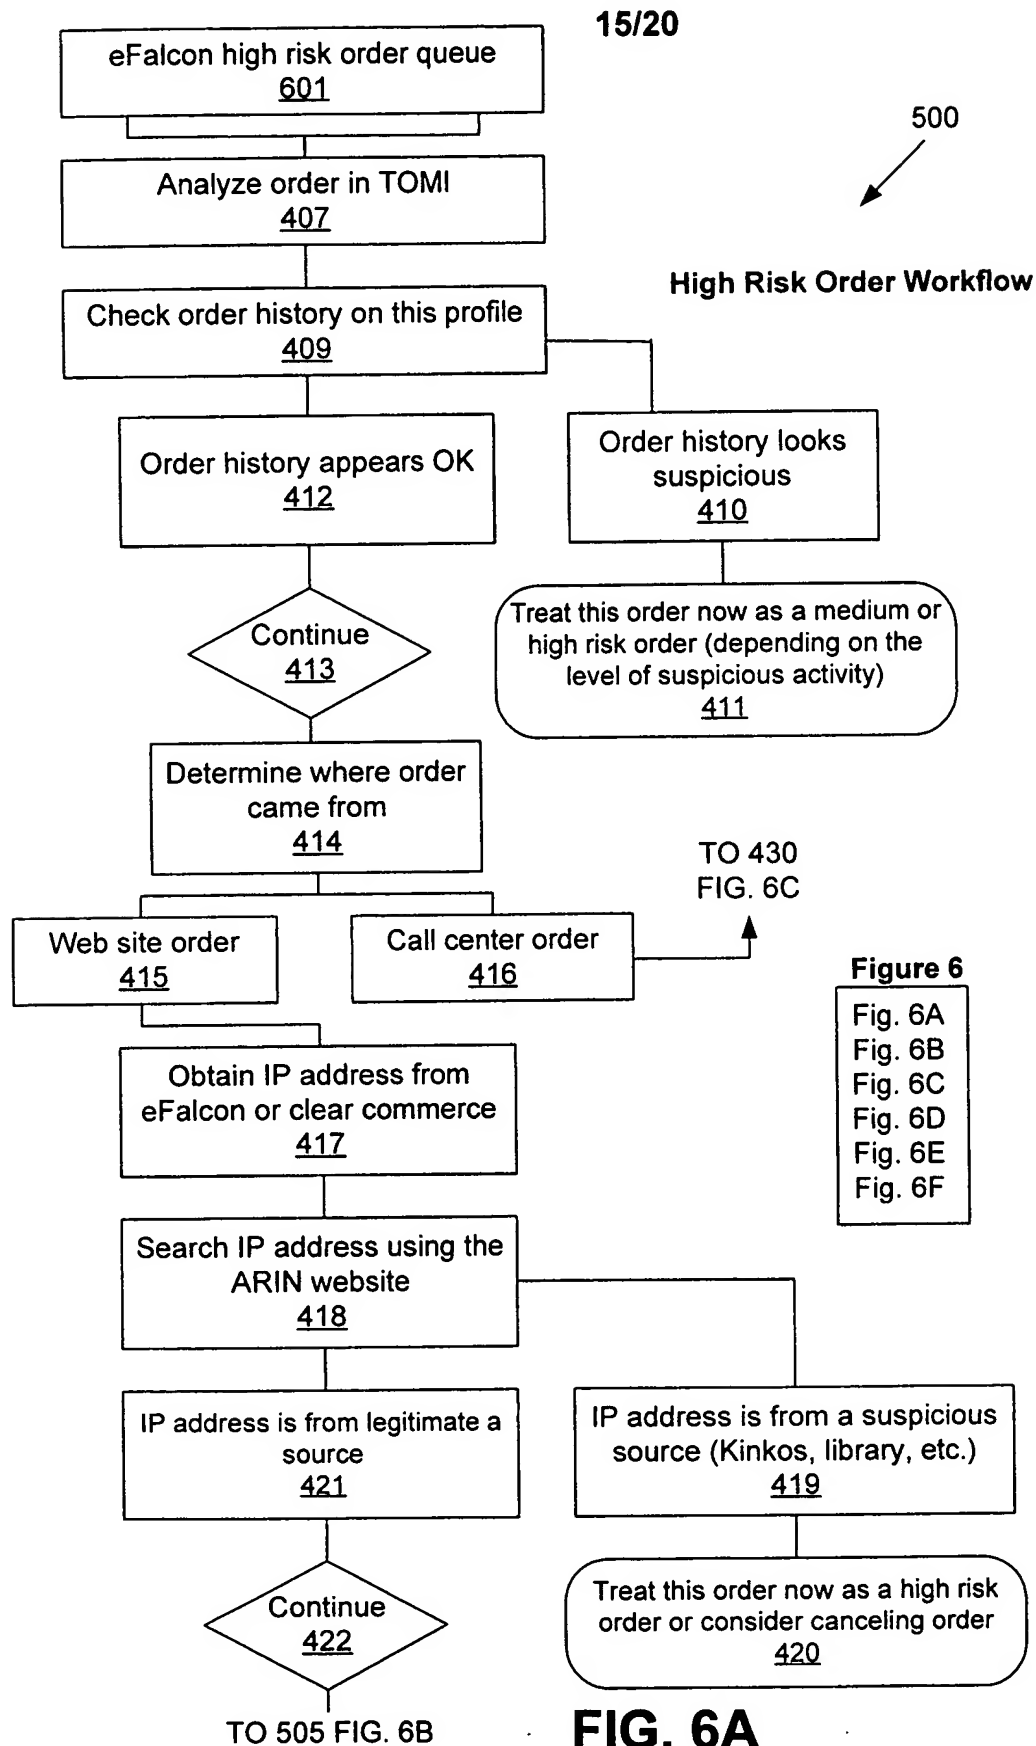 15/20
eFalcon high risk order queue
601
500
Analyze order in TOMI
407
High Risk Order Workflow
Check order history on this profile
409
Order history appears OK
412
Order history looks
suspicious
410
Continue
413
Treat this order now as a medium or
high risk order (depending on the
level of suspicious activity)
411
Determine where order
came from
414
TO 430
FIG. 6C
Web site order
415
Call center order
416
Figure 6
Fig. 6A
Fig. 6B
Fig. 6C
Fig. 6D
Fig. 6E
Fig. 6F
Obtain IP address from
eFalcon or clear commerce
417
Search IP address using the
ARIN website
418
IP address is from legitimate a
source
421
IP address is from a suspicious
source (Kinkos, library, etc.)
419
Continue
422
Treat this order now as a high risk
order or consider canceling order
420
TO 505 FIG. 6B
FIG. 6A